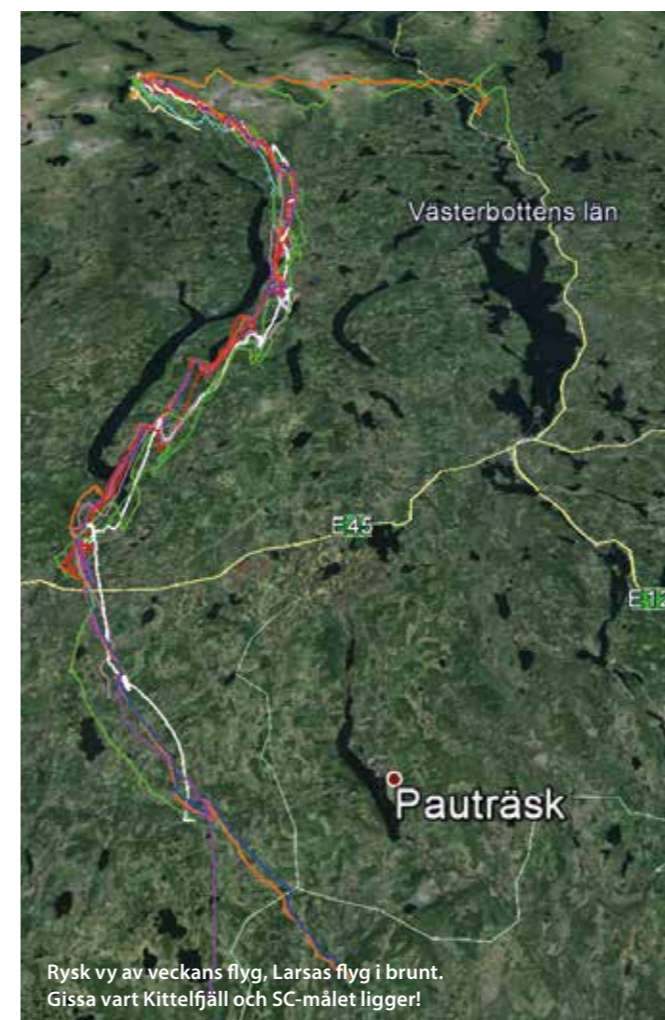 Västerbottens län
E45
E12
Pauträsk
Rysk vy av veckans flyg, Larsas flyg i brunt.
Gissa vart Kittelfjäll och SC-målet ligger!